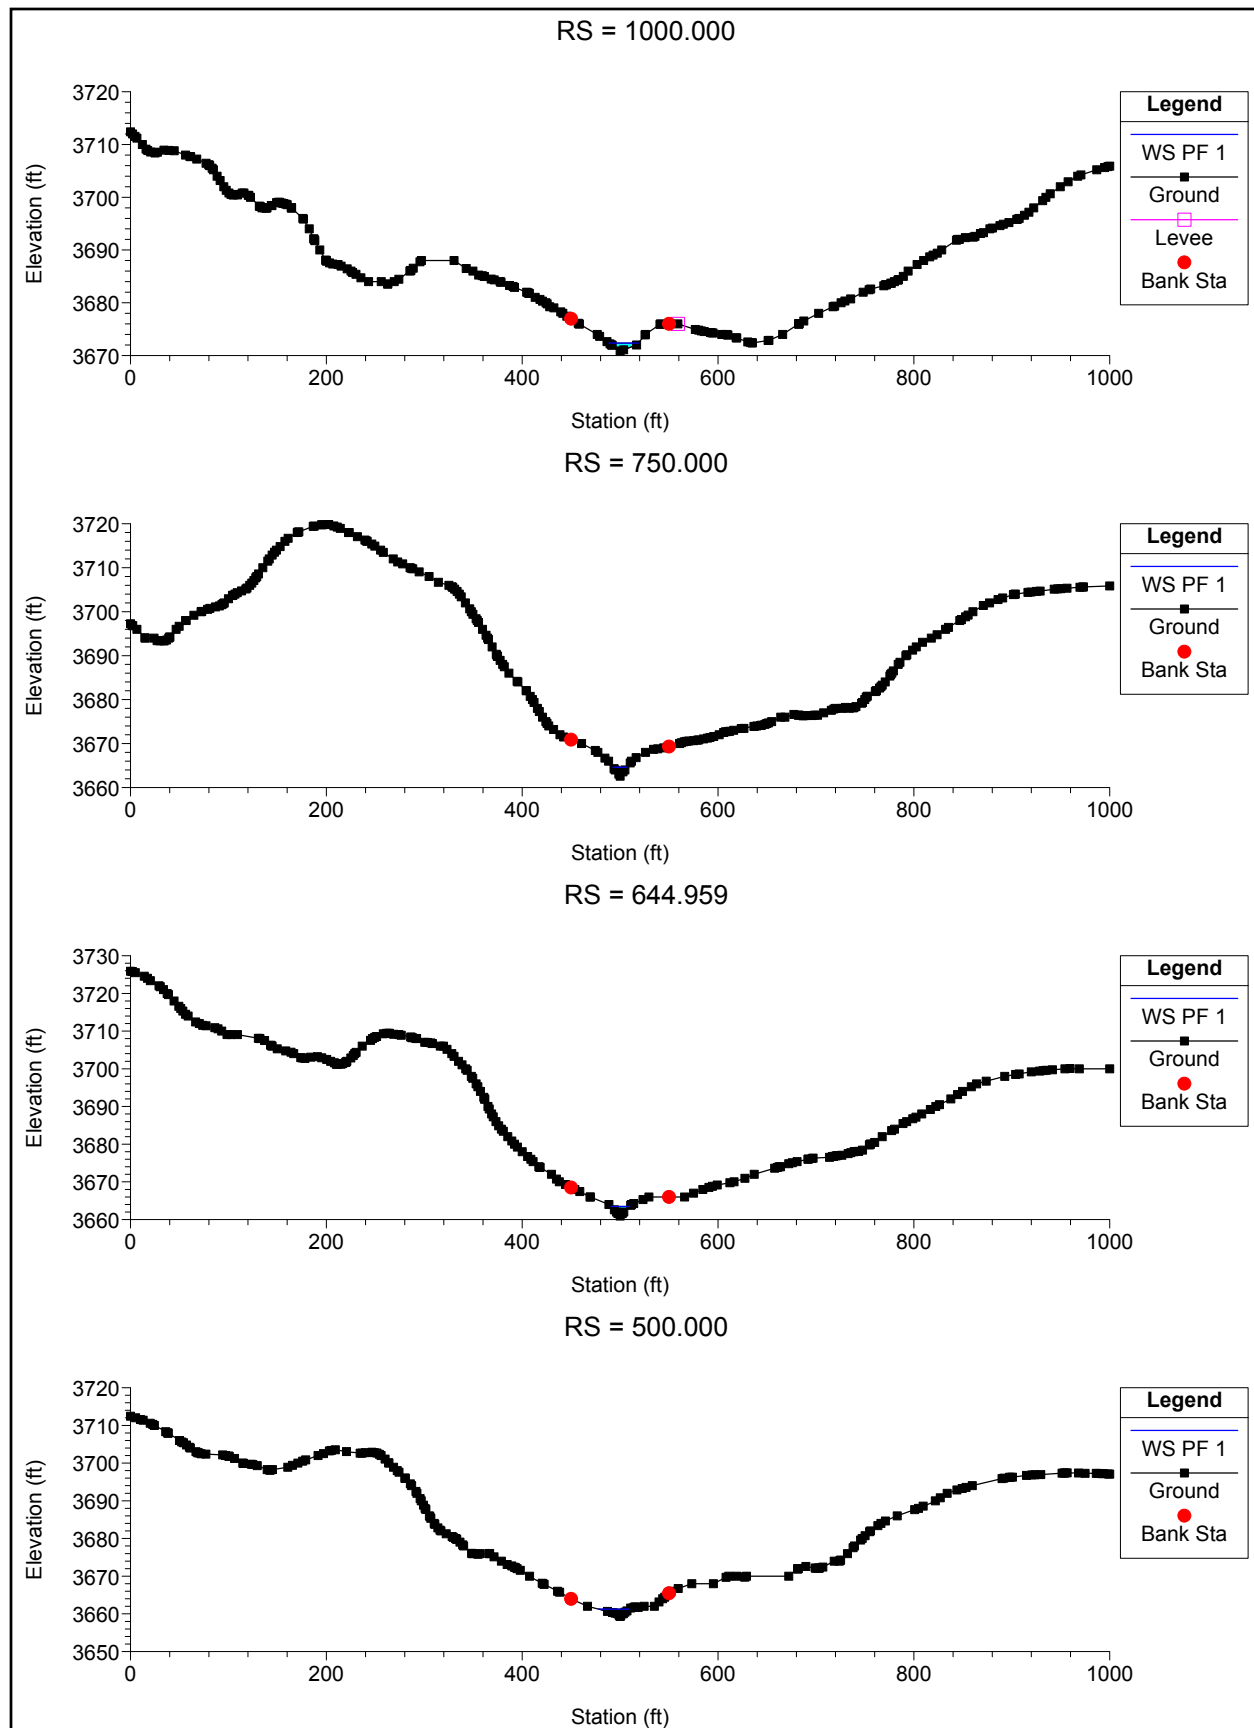 RS = 1000.000
3720
3710
3700
3690
3680
3670
Elevation (ft)
0
200
400
600
800
1000
Station (ft)
Legend
WS PF 1
Ground
Levee
Bank Sta
RS = 750.000
3720
3710
3700
3690
3680
3670
3660
Elevation (ft)
0
200
400
600
800
1000
Station (ft)
Legend
WS PF 1
Ground
Bank Sta
RS = 644.959
3730
3720
3710
3700
3690
3680
3670
3660
Elevation (ft)
0
200
400
600
800
1000
Station (ft)
Legend
WS PF 1
Ground
Bank Sta
RS = 500.000
3720
3710
3700
3690
3680
3670
3660
3650
Elevation (ft)
0
200
400
600
800
1000
Station (ft)
Legend
WS PF 1
Ground
Bank Sta